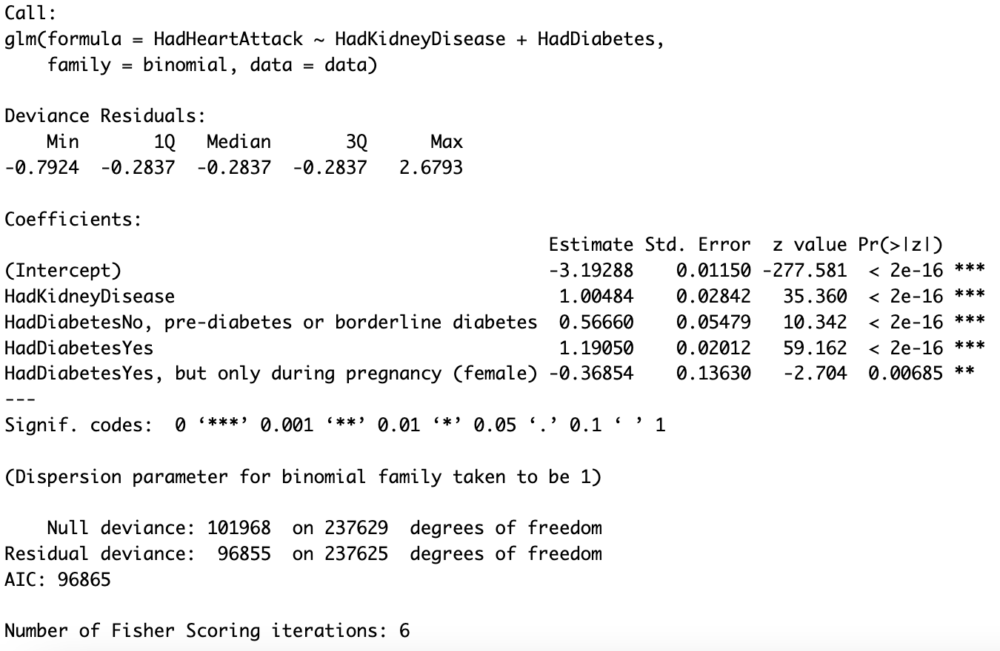 Call:
glm(formula = HadHeartAttack ~ HadKidneyDisease + HadDiabetes,
    family = binomial, data = data)

Deviance Residuals:
    Min       1Q   Median       3Q      Max
-0.7924  -0.2837  -0.2837  -0.2837   2.6793

Coefficients:
                                                   Estimate Std. Error  z value Pr(>|z|)
(Intercept)                                        -3.19288    0.01150 -277.581  < 2e-16 ***
HadKidneyDisease                                    1.00484    0.02842   35.360  < 2e-16 ***
HadDiabetesNo, pre-diabetes or borderline diabetes  0.56660    0.05479   10.342  < 2e-16 ***
HadDiabetesYes                                      1.19050    0.02012   59.162  < 2e-16 ***
HadDiabetesYes, but only during pregnancy (female) -0.36854    0.13630   -2.704  0.00685 **
---
Signif. codes:  0 ‘***’ 0.001 ‘**’ 0.01 ‘*’ 0.05 ‘.’ 0.1 ‘ ’ 1

(Dispersion parameter for binomial family taken to be 1)

    Null deviance: 101968  on 237629  degrees of freedom
Residual deviance:  96855  on 237625  degrees of freedom
AIC: 96865

Number of Fisher Scoring iterations: 6